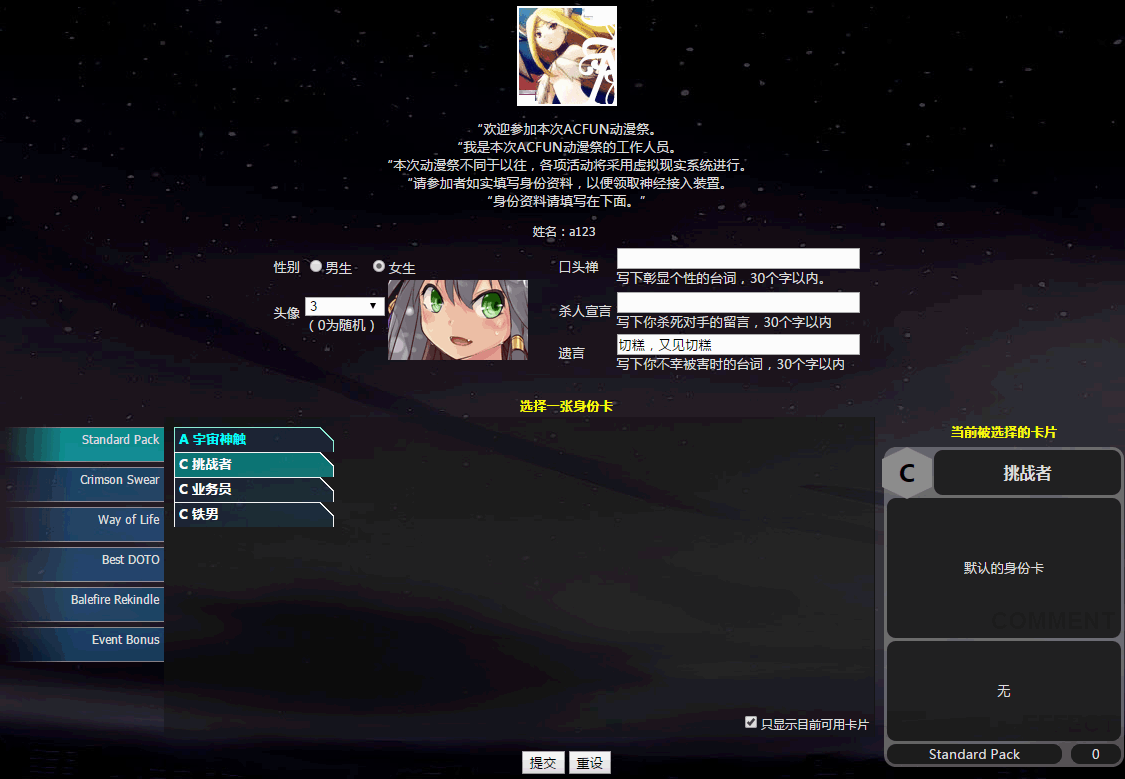 “欢迎参加本次ACFUN动漫祭。
“我是本次ACFUN动漫祭的工作人员。
“本次动漫祭不同于以往，各项活动将采用虚拟现实系统进行。
“请参加者如实填写身份资料，以便领取神经接入装置。
“身份资料请填写在下面。”
姓名：a123
性别 男生 女生
头像 3
（0为随机）
口头禅
写下彰显个性的台词，30个字以内。
杀人宣言
写下你杀死对手的留言，30个字以内
遗言 切糕，又见切糕
写下你不幸被害时的台词，30个字以内
选择一张身份卡
Standard Pack
Crimson Swear
Way of Life
Best DOTO
Balefire Rekindle
Event Bonus
A 宇宙神触
C 挑战者
C 业务员
C 铁男
只显示目前可用卡片
当前被选择的卡片
C 挑战者
默认的身份卡
COMMENT
无
Standard Pack 0
提交 重设